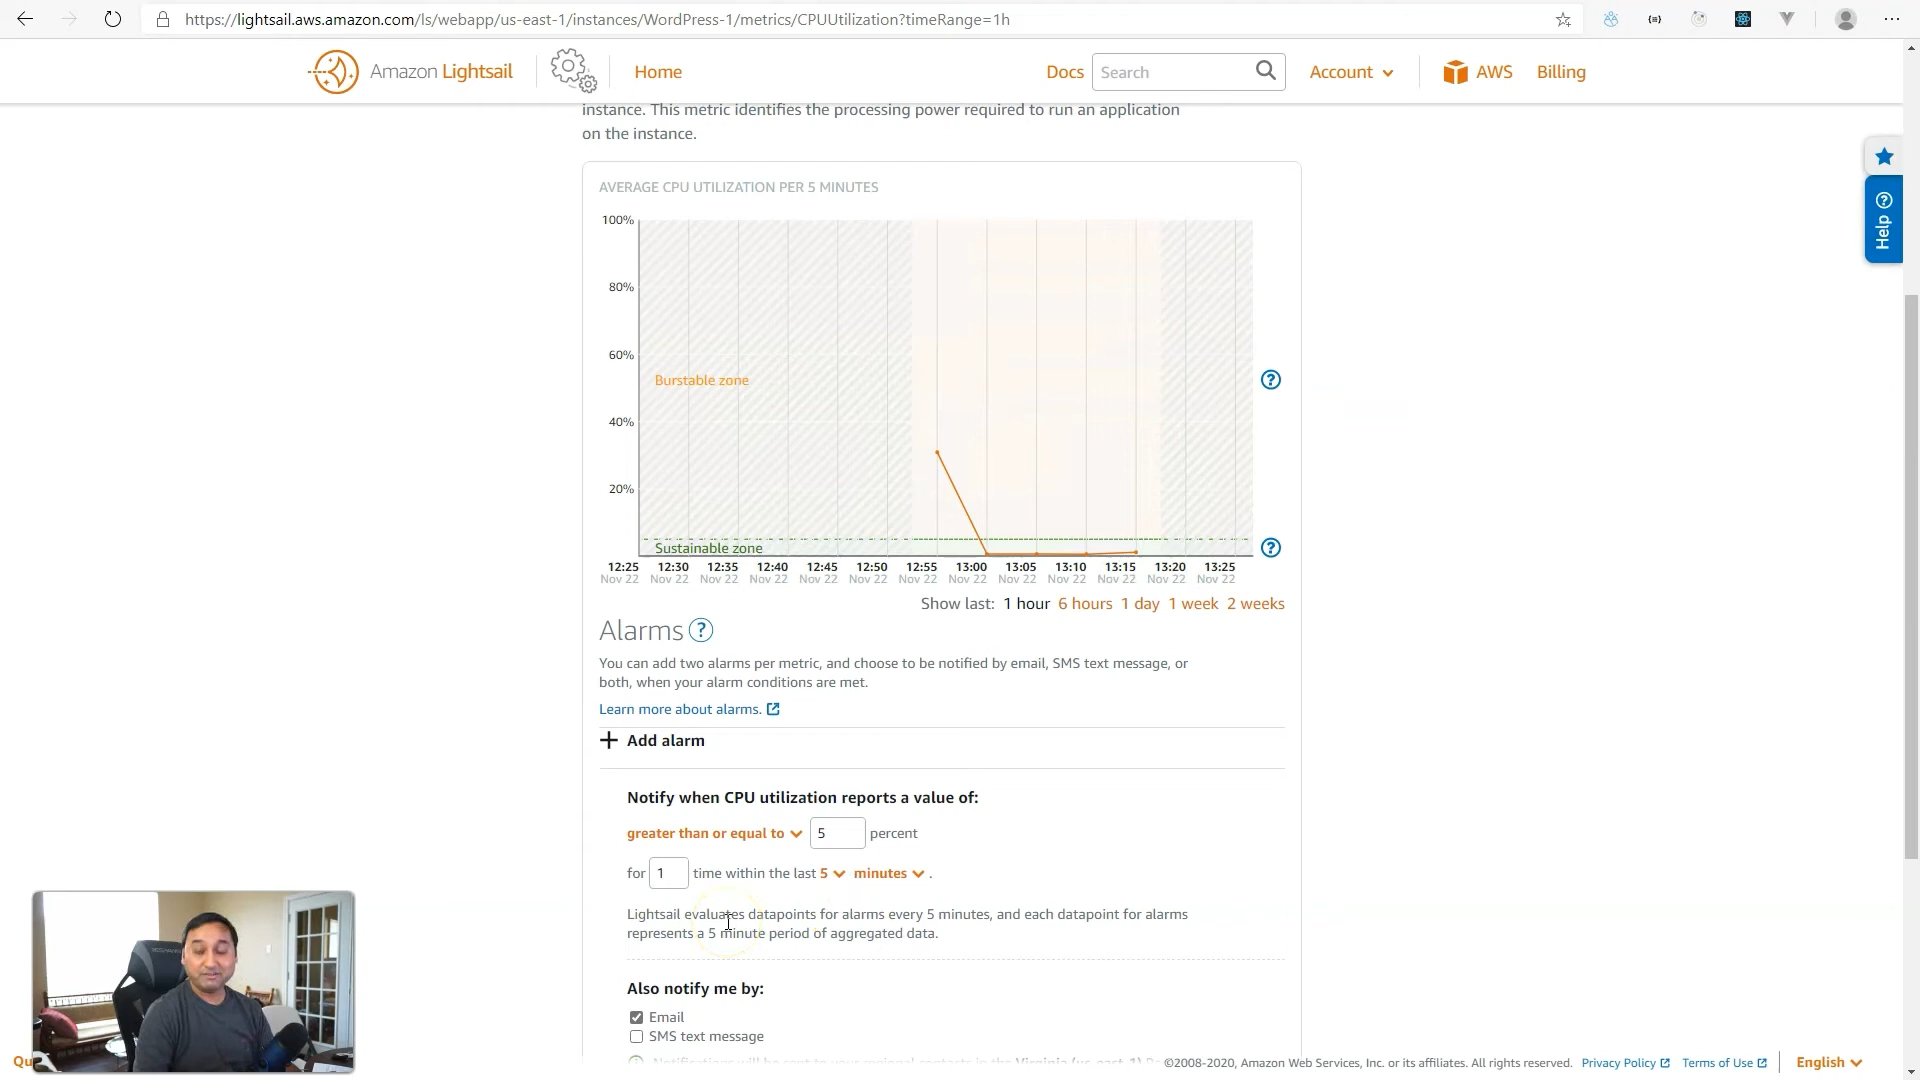 https://lightsail.aws.amazon.com/ls/webapp/us-east-1/instances/WordPress-1/metrics/CPUUtilization?timeRange=1h
Amazon Lightsail
Home
Docs
Search
Account
AWS
Billing
instance. This metric identifies the processing power required to run an application
on the instance.
Help
AVERAGE CPU UTILIZATION PER 5 MINUTES
100%
80%
60%
Burstable zone
40%
20%
Sustainable zone
12:25 12:30 12:35 12:40 12:45 12:50 12:55 13:00 13:05 13:10 13:15 13:20 13:25
Nov 22 Nov 22 Nov 22 Nov 22 Nov 22 Nov 22 Nov 22 Nov 22 Nov 22 Nov 22 Nov 22 Nov 22 Nov 22
Show last: 1 hour 6 hours 1 day 1 week 2 weeks
Alarms
You can add two alarms per metric, and choose to be notified by email, SMS text message, or
both, when your alarm conditions are met.
Learn more about alarms.
Add alarm
Notify when CPU utilization reports a value of:
greater than or equal to 5 percent
for 1 time within the last 5 minutes .
Lightsail evaluates datapoints for alarms every 5 minutes, and each datapoint for alarms
represents a 5 minute period of aggregated data.
Also notify me by:
Email
SMS text message
©2008-2020, Amazon Web Services, Inc. or its affiliates. All rights reserved. Privacy Policy Terms of Use English